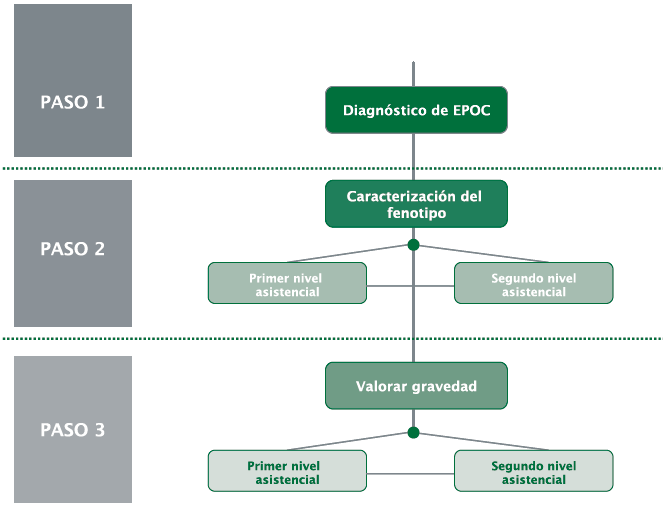 PASO 1
Diagnóstico de EPOC
PASO 2
Caracterización del
fenotipo
Primer nivel
asistencial
Segundo nivel
asistencial
PASO 3
Valorar gravedad
Primer nivel
asistencial
Segundo nivel
asistencial